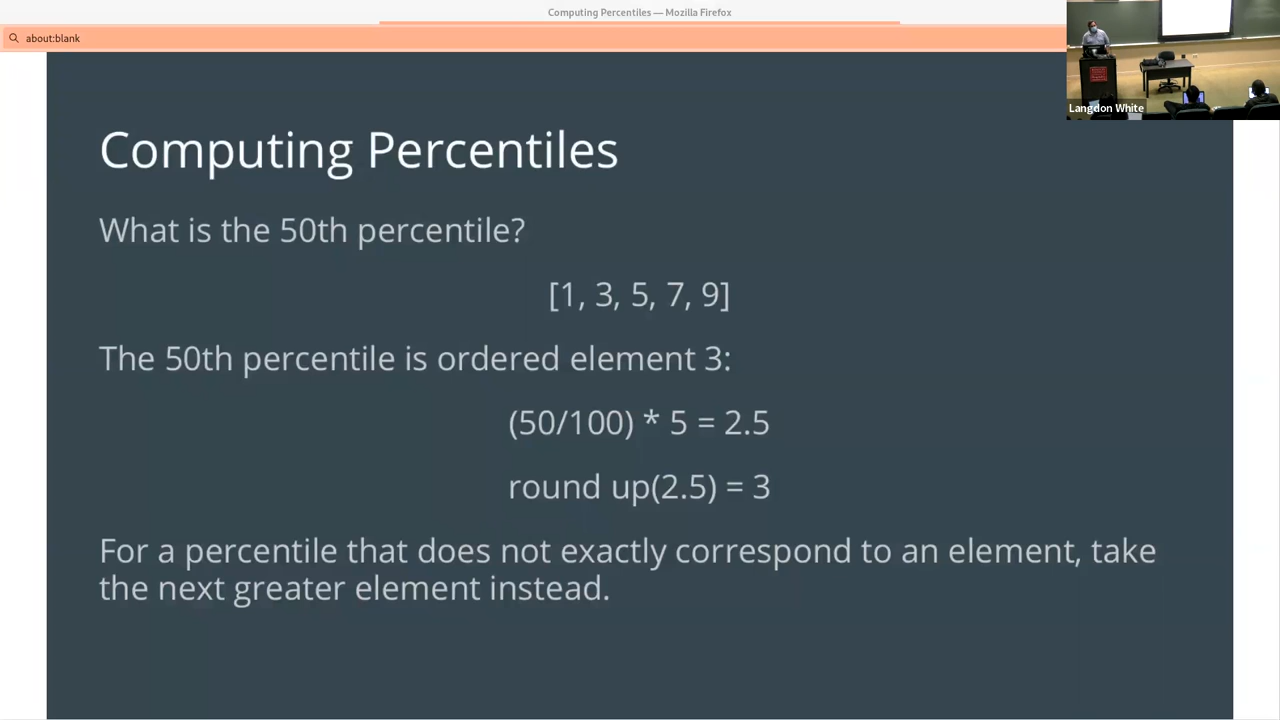 Computing Percentiles — Mozilla Firefox
about:blank
Langdon White
Computing Percentiles
What is the 50th percentile?
[1, 3, 5, 7, 9]
The 50th percentile is ordered element 3:
(50/100) * 5 = 2.5
round up(2.5) = 3
For a percentile that does not exactly correspond to an element, take
the next greater element instead.